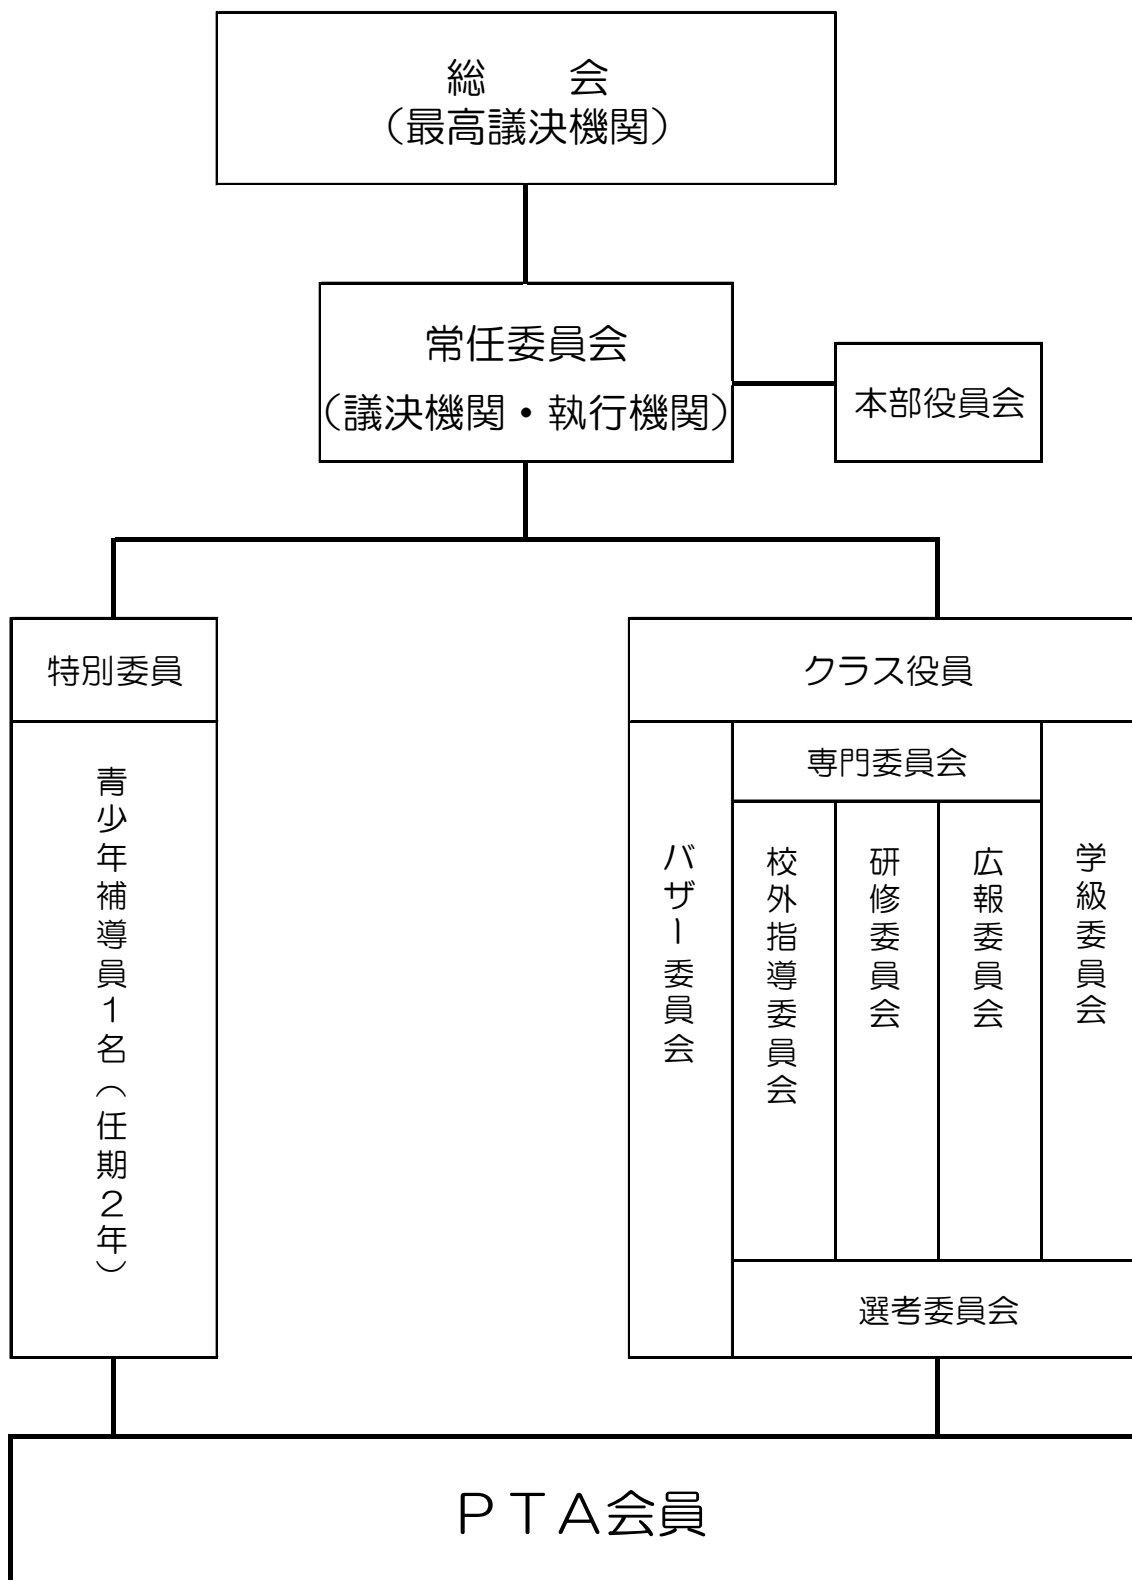 総　　会
（最高議決機関）
常任委員会
（議決機関・執行機関）
本部役員会
特別委員
青少年補導員１名（任期２年）
クラス役員
専門委員会
バザー委員会
校外指導委員会
研修委員会
広報委員会
学級委員会
選考委員会
ＰＴＡ会員